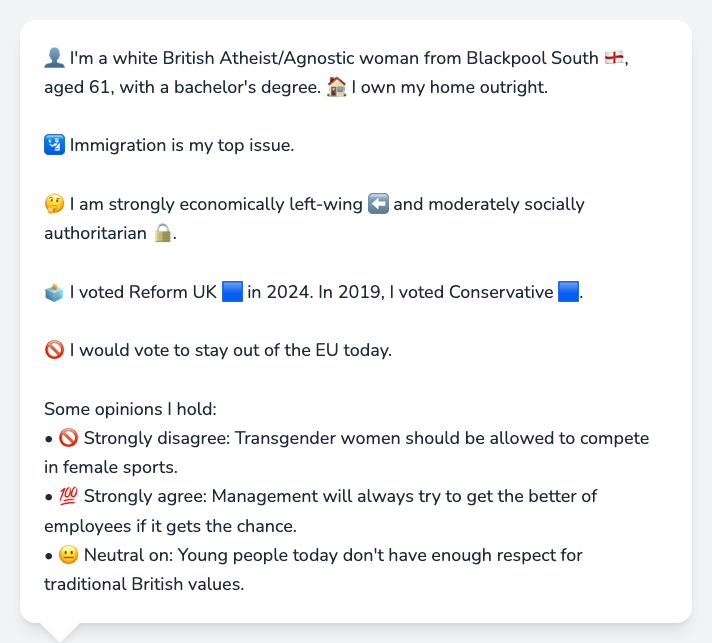 👤 I'm a white British Atheist/Agnostic woman from Blackpool South 🏴󠁧󠁢󠁥󠁮󠁧󠁿,
aged 61, with a bachelor's degree. 🏠 I own my home outright.
🛂 Immigration is my top issue.
🤔 I am strongly economically left-wing ⬅️ and moderately socially
authoritarian 🔒.
🗳️ I voted Reform UK 🟦 in 2024. In 2019, I voted Conservative 🟦.
🚫 I would vote to stay out of the EU today.
Some opinions I hold:
• 🚫 Strongly disagree: Transgender women should be allowed to compete
in female sports.
• 💯 Strongly agree: Management will always try to get the better of
employees if it gets the chance.
• 😐 Neutral on: Young people today don't have enough respect for
traditional British values.